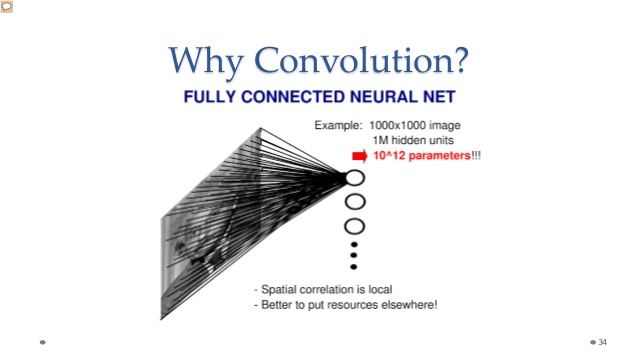 Why Convolution?
FULLY CONNECTED NEURAL NET
Example: 1000x1000 image
1M hidden units
10^12 parameters!!!
- Spatial correlation is local
- Better to put resources elsewhere!
34